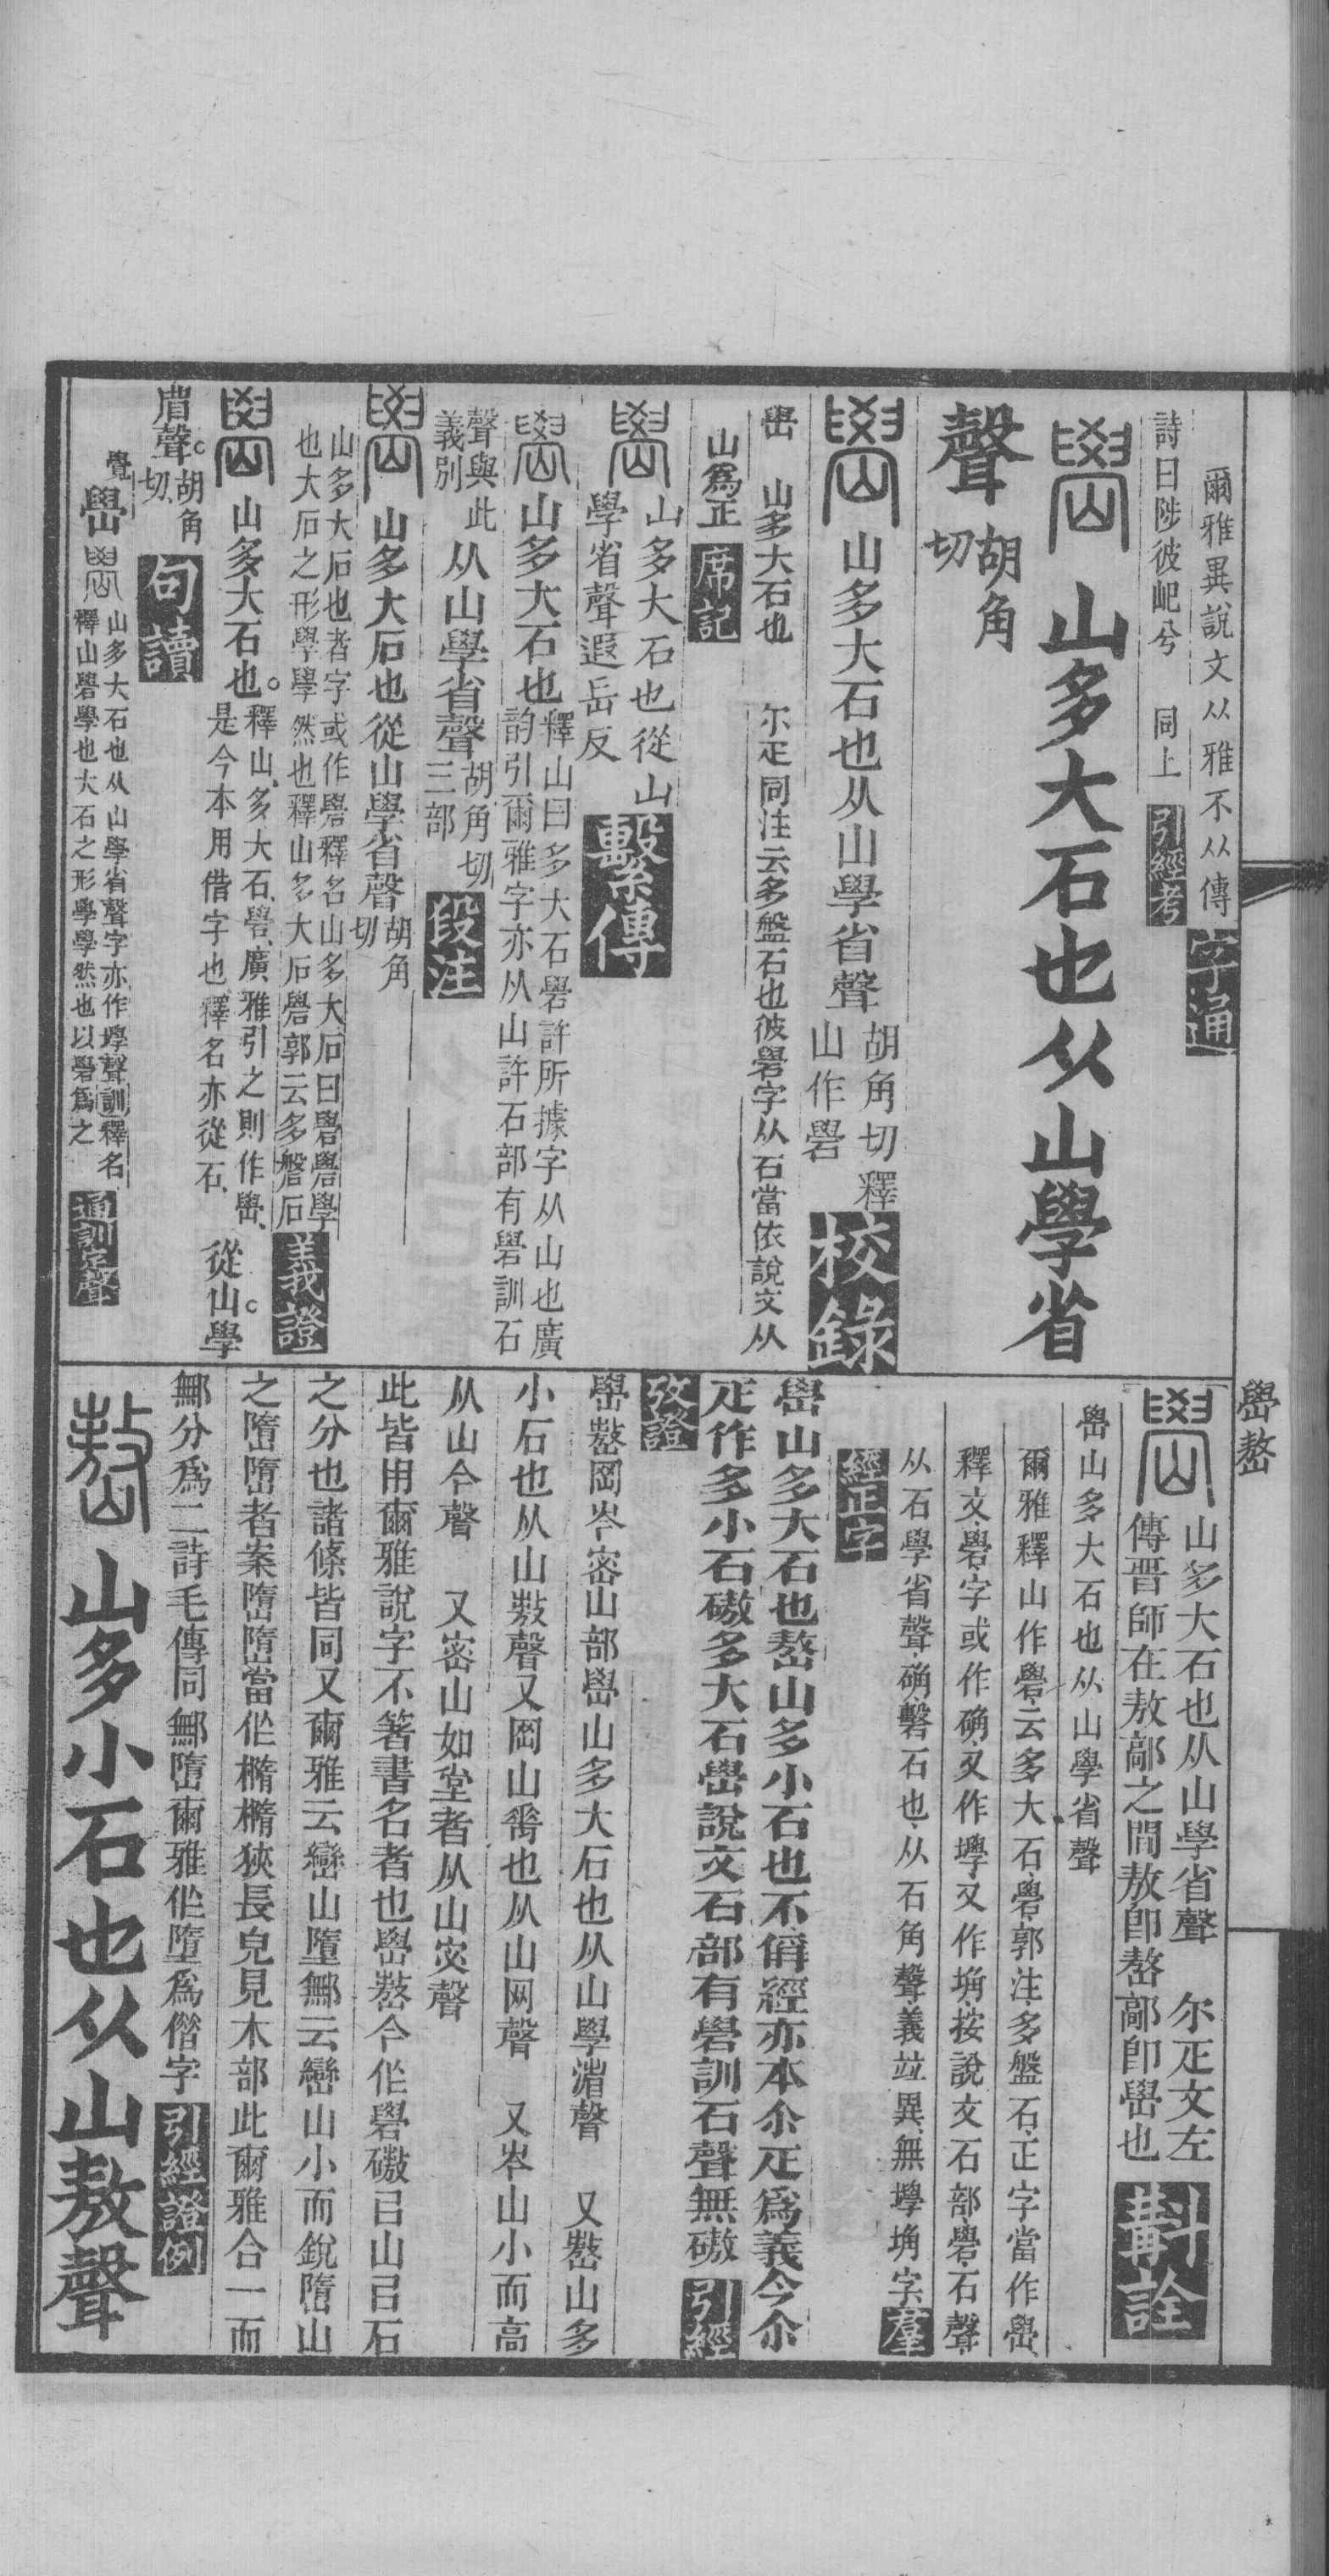 爾雅異說文从雅不从傳 字通
詩曰陟彼屺兮　同上 引經考
山多大石也从山學省
聲 胡角切
山多大石也从山學省聲 胡角切釋
山作礐 校錄
嶨　山多大石也　尒疋同注云多盤石也彼礐字从石當依說文从
山爲正 席記
山多大石也從山
學省聲遐岳反 繫傳
山多大石也 釋山曰多大石礐許所據字从山也廣
韵引爾雅字亦从山許石部有礐訓石
聲與此義別 从山學省聲 胡角切三部 段注
山多大石也從山學省聲 胡角切
山多大石也者字或作礐釋名山多大石曰礐礐學
也大石之形學學然也釋山多大石礐郭云多磐石 義證
山多大石也。 釋山、多大石、礐、廣雅引之則作嶨、
是今本用借字也釋名亦從石、 從山。學
省聲。 胡角切 句讀
覺 嶨 山多大石也从山學省聲字亦作㙾聲訓釋名
釋山礐學也大石之形學學然也以礐爲之 通訓定聲
嶨嶅
山多大石也从山學省聲　尒疋文左
傳晋師在敖鄗之間敖卽嶅鄗卽嶨也 斠詮
嶨山多大石也从山學省聲
爾雅釋山作礐云多大石礐郭注多盤石正字當作嶨
釋文礐字或作确又作㙾又作埆按說文石部礐石聲
从石學省聲确磬石也从石角聲義竝異無㙾埆字 羣
經正字
嶨山多大石也嶅山多小石也不偁經亦本尒疋爲義今尒
疋作多小石磝多大石嶨說文石部有礐訓石聲無磝 引經
攷證
嶨嶅岡岑密山部嶨山多大石也从山學渻聲　又嶅山多
小石也从山敖聲又岡山脊也从山网聲　又岑山小而高
从山今聲　又密山如堂者从山宓聲
此皆用爾雅說字不箸書名者也嶨嶅今作礐磝㠯山㠯石
之分也諸條皆同又爾雅云巒山墮鄦云巒山小而銳隋山
之墮墮者案墮墮當作橢橢狹長皃見木部此爾雅合一而
鄦分爲二詩毛傳同鄦墮爾雅作墮爲偕字 引經證例
山多小石也从山敖聲